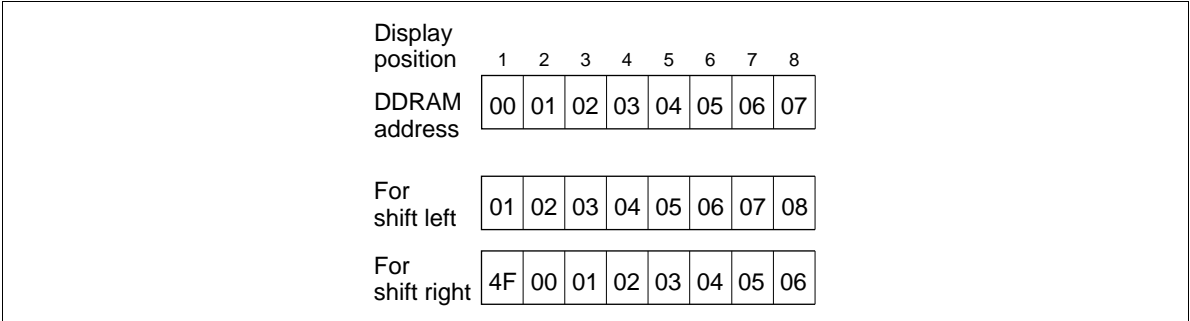 Display
position 1 2 3 4 5 6 7 8
DDRAM
address 00 01 02 03 04 05 06 07
For
shift left 01 02 03 04 05 06 07 08
For
shift right 4F 00 01 02 03 04 05 06